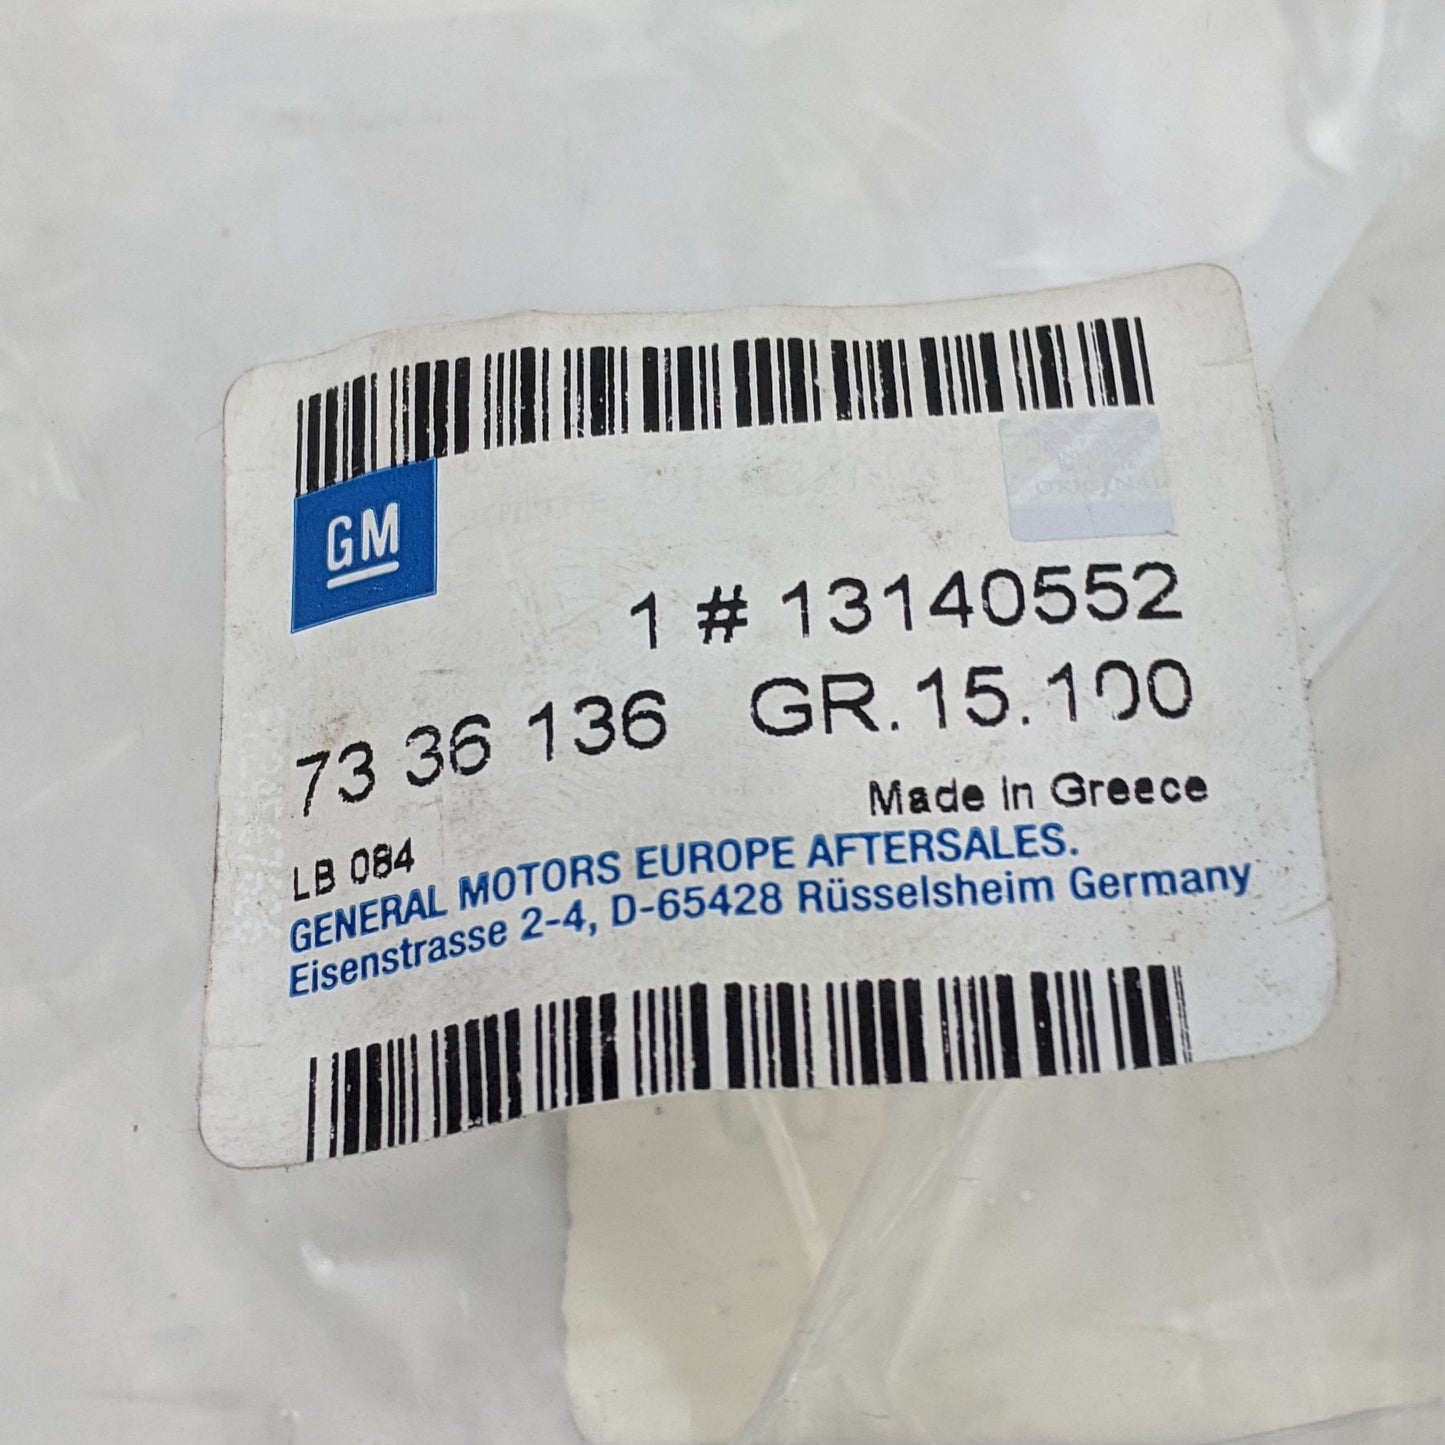 GM
ORIGINAL
1 # 13140552
73 36 136 GR.15.100
Made in Greece
LB 084
GENERAL MOTORS EUROPE AFTERSALES.
Eisenstrasse 2-4, D-65428 Rüsselsheim Germany